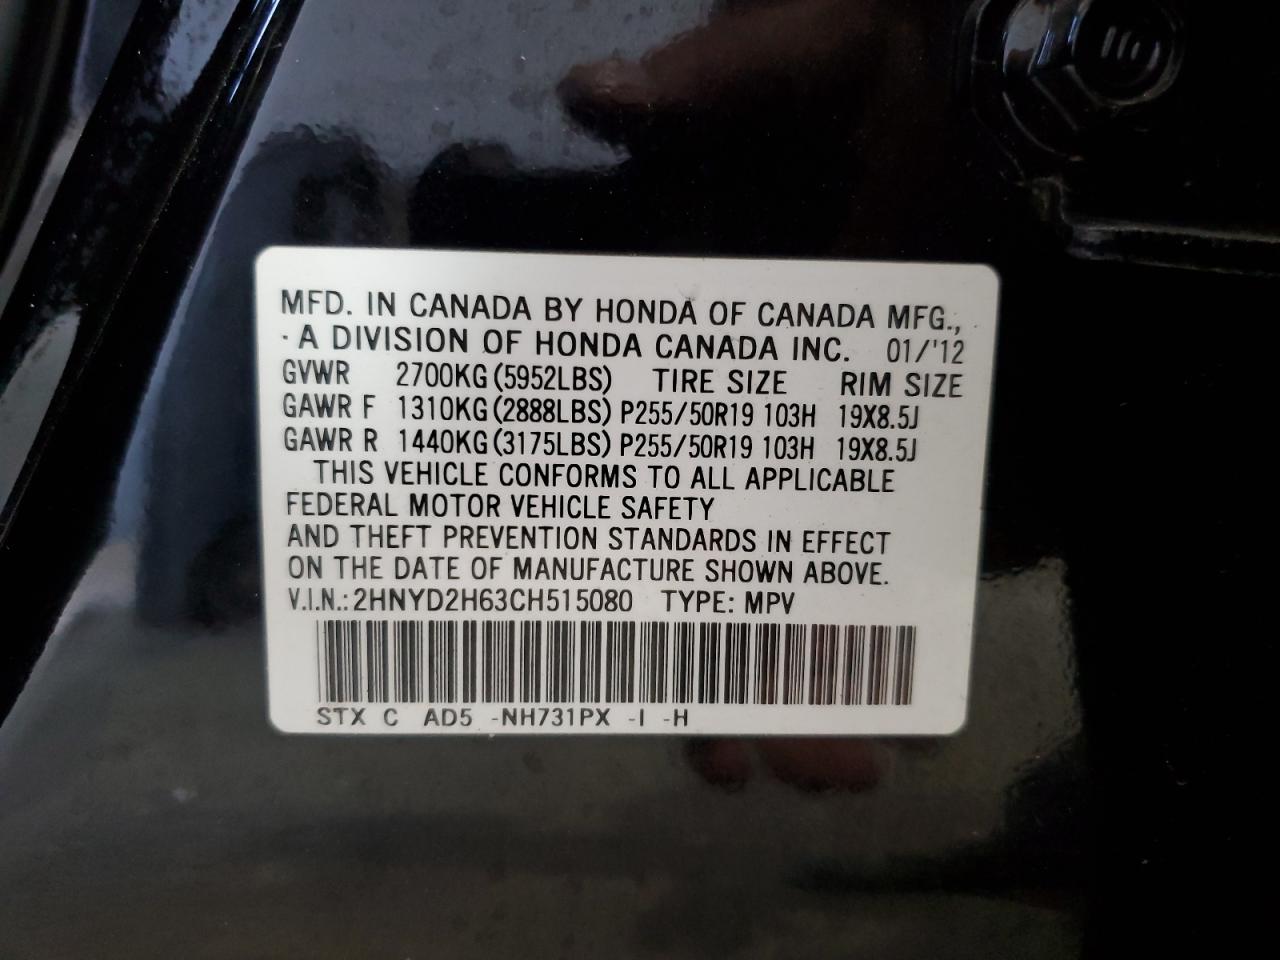 MFD. IN CANADA BY HONDA OF CANADA MFG.,
· A DIVISION OF HONDA CANADA INC. 01/'12
GVWR 2700KG (5952LBS) TIRE SIZE RIM SIZE
GAWR F 1310KG (2888LBS) P255/50R19 103H 19X8.5J
GAWR R 1440KG (3175LBS) P255/50R19 103H 19X8.5J
THIS VEHICLE CONFORMS TO ALL APPLICABLE
FEDERAL MOTOR VEHICLE SAFETY
AND THEFT PREVENTION STANDARDS IN EFFECT
ON THE DATE OF MANUFACTURE SHOWN ABOVE.
V.I.N.: 2HNYD2H63CH515080 TYPE: MPV
STX C AD5 -NH731PX -I -H